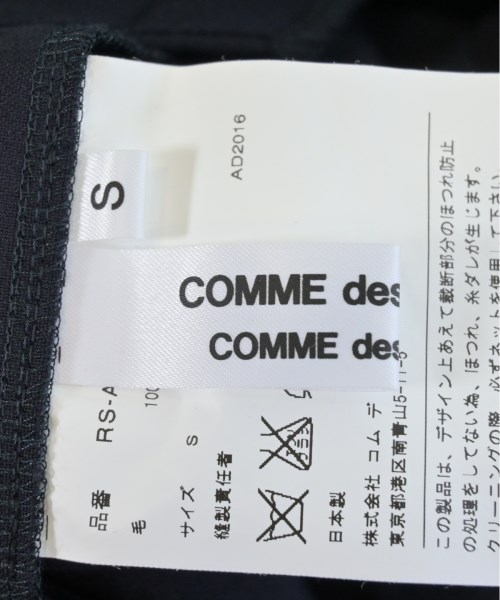 S
COMME des
COMME des
AD2016
品番 RS-A
毛 100
サイズ S
縫製責任者
日本製
株式会社 コム デ
東京都港区南青山5-11-5
この製品は、デザイン上あえて裁断部分のほつれ防止
の処理をしてない為、ほつれ、糸ダレが生じます。
クリーニングの際、必ずネットを使用して下さい